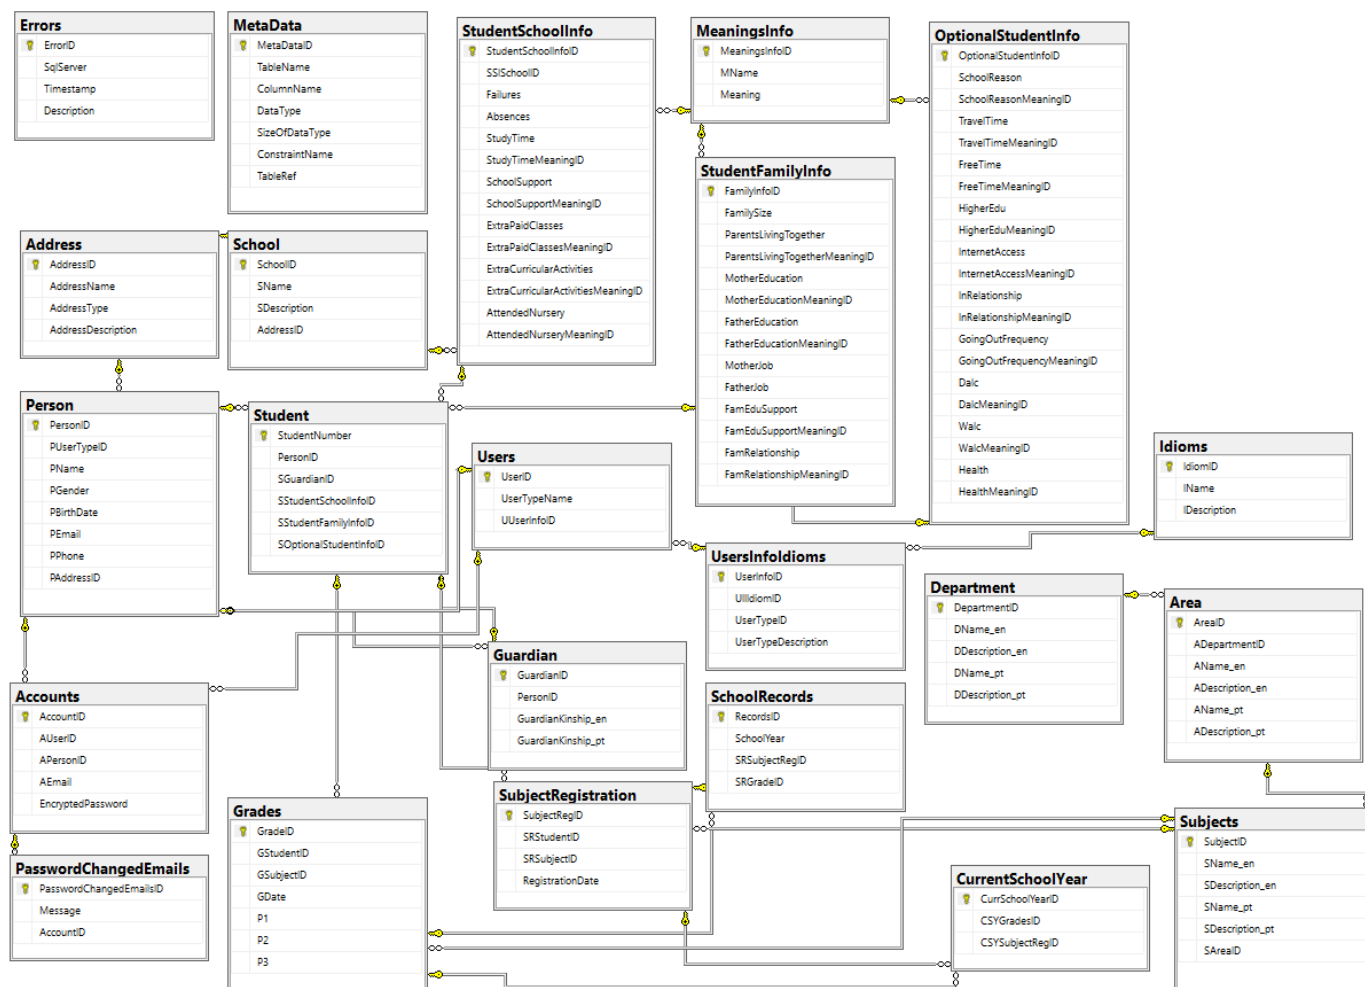 Errors
ErrorID
SqlServer
Timestamp
Description
MetaData
MetaDataID
TableName
ColumnName
DataType
SizeOfDataType
ConstraintName
TableRef
StudentSchoolInfo
StudentSchoolInfoID
SSISchoolID
Failures
Absences
StudyTime
StudyTimeMeaningID
SchoolSupport
SchoolSupportMeaningID
ExtraPaidClasses
ExtraPaidClassesMeaningID
ExtraCurricularActivities
ExtraCurricularActivitiesMeaningID
AttendedNursery
AttendedNurseryMeaningID
MeaningsInfo
MeaningsInfoID
MName
Meaning
OptionalStudentInfo
OptionalStudentInfoID
SchoolReason
SchoolReasonMeaningID
TravelTime
TravelTimeMeaningID
FreeTime
FreeTimeMeaningID
HigherEdu
HigherEduMeaningID
InternetAccess
InternetAccessMeaningID
InRelationship
InRelationshipMeaningID
GoingOutFrequency
GoingOutFrequencyMeaningID
Dalc
DalcMeaningID
Walc
WalcMeaningID
Health
HealthMeaningID
StudentFamilyInfo
FamilyInfoID
FamilySize
ParentsLivingTogether
ParentsLivingTogetherMeaningID
MotherEducation
MotherEducationMeaningID
FatherEducation
FatherEducationMeaningID
MotherJob
FatherJob
FamEduSupport
FamEduSupportMeaningID
FamRelationship
FamRelationshipMeaningID
Address
AddressID
AddressName
AddressType
AddressDescription
School
SchoolID
SName
SDescription
AddressID
Person
PersonID
PUserTypeID
PName
PGender
PBirthDate
PEmail
PPhone
PAddressID
Student
StudentNumber
PersonID
SGuardianID
SStudentSchoolInfoID
SStudentFamilyInfoID
SOptionalStudentInfoID
Users
UserID
UserTypeName
UUserInfoID
Idioms
IdiomID
IName
IDescription
UsersInfoIdioms
UserInfoID
UIIdiomID
UserTypeID
UserTypeDescription
Department
DepartmentID
DName_en
DDescription_en
DName_pt
DDescription_pt
Area
AreaID
ADepartmentID
AName_en
ADescription_en
AName_pt
ADescription_pt
Guardian
GuardianID
PersonID
GuardianKinship_en
GuardianKinship_pt
SchoolRecords
RecordsID
SchoolYear
SRSubjectRegID
SRGradeID
Accounts
AccountID
AUserID
APersonID
AEmail
EncryptedPassword
Grades
GradeID
GStudentID
GSubjectID
GDate
P1
P2
P3
SubjectRegistration
SubjectRegID
SRStudentID
SRSubjectID
RegistrationDate
Subjects
SubjectID
SName_en
SDescription_en
SName_pt
SDescription_pt
SAreaID
PasswordChangedEmails
PasswordChangedEmailsID
Message
AccountID
CurrentSchoolYear
CurrSchoolYearID
CSYGradesID
CSYSubjectRegID